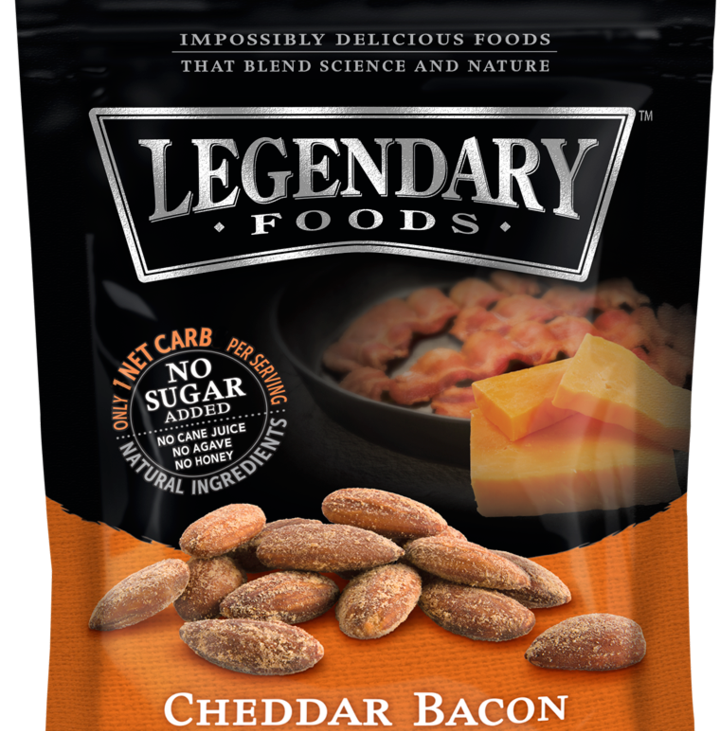 IMPOSSIBLY DELICIOUS FOODS
THAT BLEND SCIENCE AND NATURE
LEGENDARY ™
· FOODS ·
ONLY 1 NET CARB PER SERVING
NO
SUGAR
ADDED
NO CANE JUICE
NO AGAVE
NO HONEY
NATURAL INGREDIENTS
CHEDDAR BACON